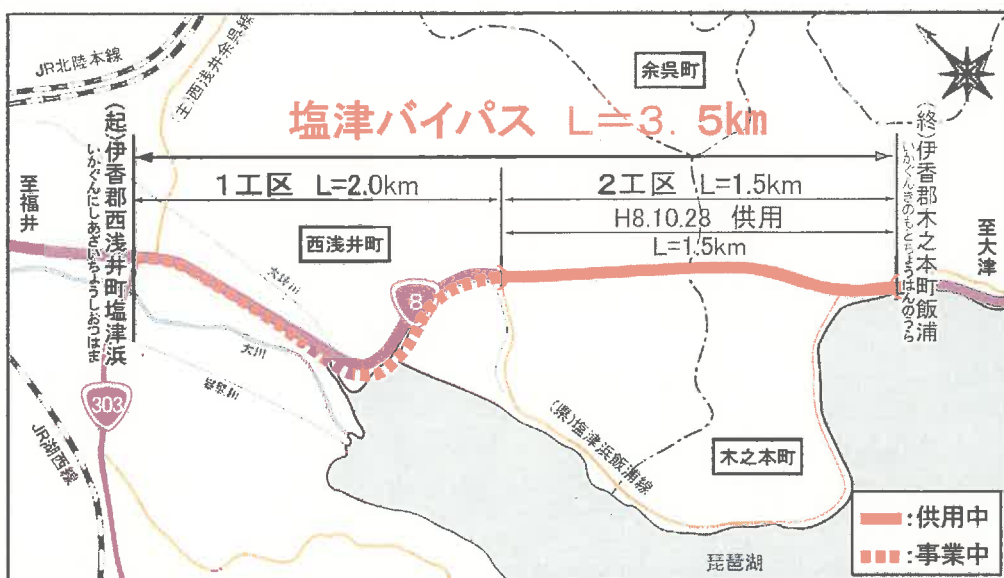 JR北陸本線
(主)西浅井余呉線
余呉町
塩津バイパス L=3.5km
(起)伊香郡西浅井町塩津浜
いかぐんにしあざいちょうしおつはま
至福井
1工区 L=2.0km
2工区 L=1.5km
H8.10.28 供用
L=1.5km
(終)伊香郡木之本町飯浦
いかぐんきのもとちょうはんのうら
至大津
西浅井町
8
大川
303
JR湖西線
(県)塩津浜飯浦線
木之本町
琵琶湖
:供用中
:事業中